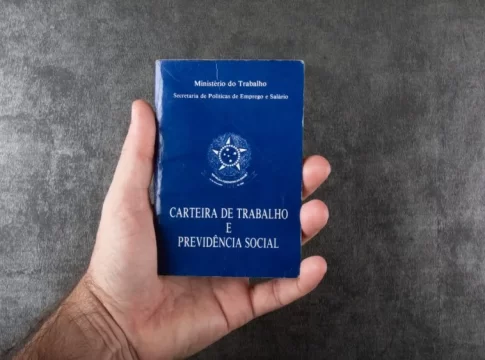 Ministério do Trabalho
Secretaria de Políticas de Emprego e Salário
CARTEIRA DE TRABALHO
E
PREVIDÊNCIA SOCIAL